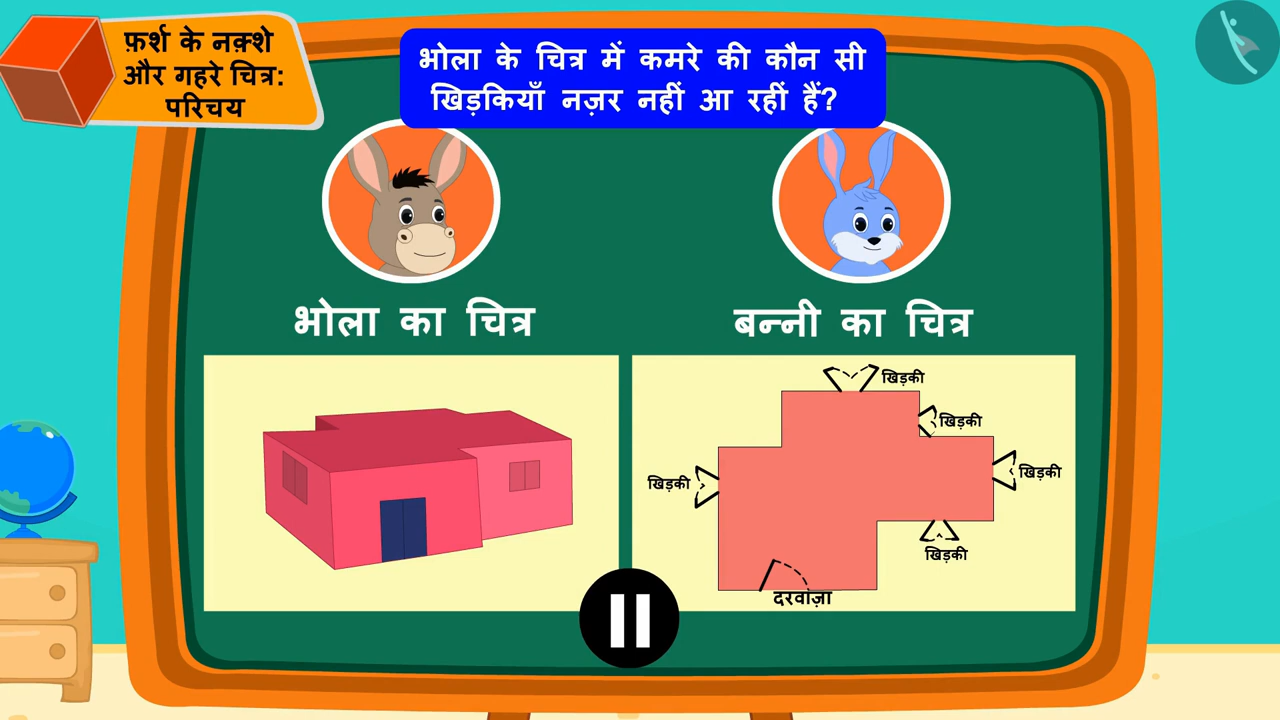 फ़र्श के नक़्शे
और गहरे चित्र:
परिचय
भोला के चित्र में कमरे की कौन सी
खिड़कियाँ नज़र नहीं आ रहीं हैं?
भोला का चित्र
बन्नी का चित्र
खिड़की
खिड़की
खिड़की
खिड़की
खिड़की
दरवाज़ा